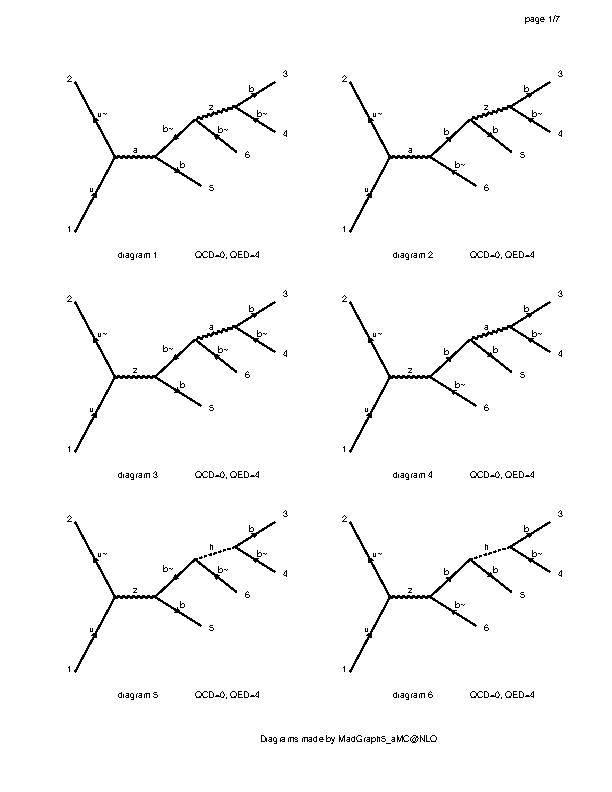 page 1/7
2 3
b
z
u~ b~ b~ 4
b~ 6
a
b
u 5
1
diagram 1 QCD=0, QED=4
2 3
b
z
u~ b b~ 4
b 5
a
b~
u 6
1
diagram 2 QCD=0, QED=4
2 3
b
a
u~ b~ b~ 4
b~ 6
z
b
u 5
1
diagram 3 QCD=0, QED=4
2 3
b
a
u~ b b~ 4
b 5
z
b~
u 6
1
diagram 4 QCD=0, QED=4
2 3
b
h
u~ b~ b~ 4
b~ 6
z
b
u 5
1
diagram 5 QCD=0, QED=4
2 3
b
h
u~ b b~ 4
b 5
z
b~
u 6
1
diagram 6 QCD=0, QED=4
Diagrams made by MadGraph5_aMC@NLO